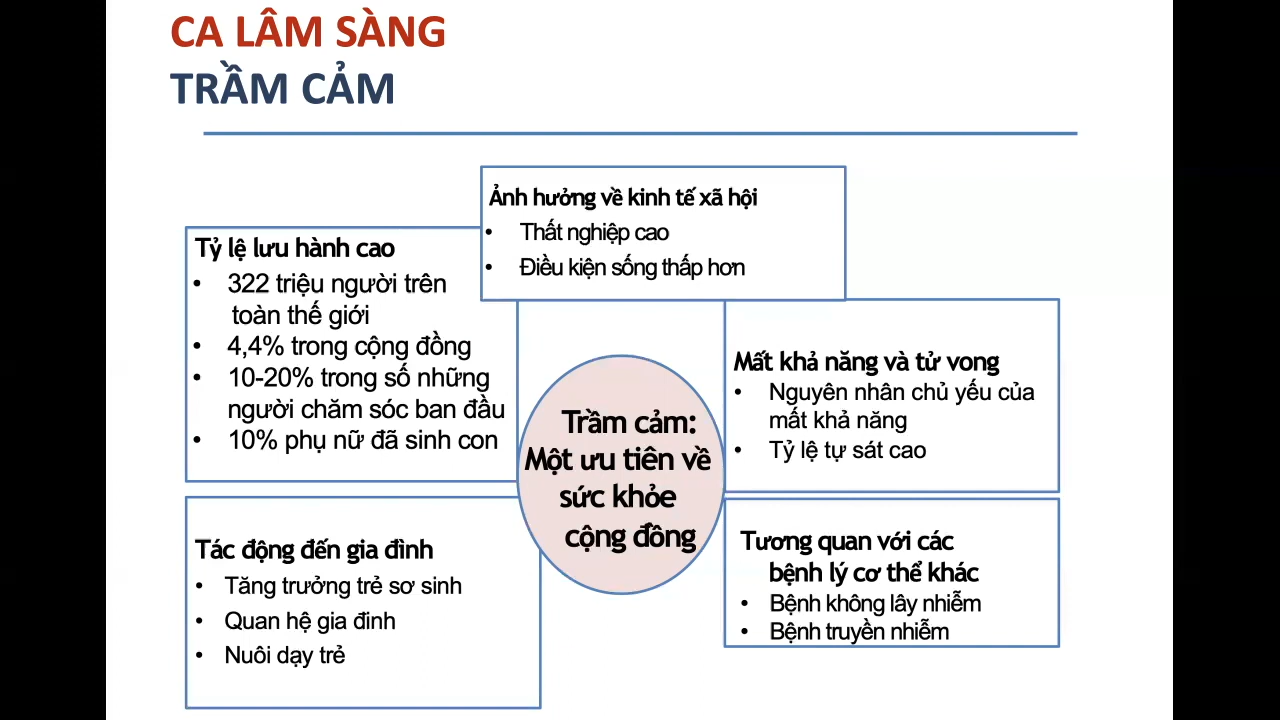 CA LÂM SÀNG
TRẦM CẢM
Ảnh hưởng về kinh tế xã hội
• Thất nghiệp cao
• Điều kiện sống thấp hơn
Tỷ lệ lưu hành cao
• 322 triệu người trên
toàn thế giới
• 4,4% trong cộng đồng
• 10-20% trong số những
người chăm sóc ban đầu
• 10% phụ nữ đã sinh con
Mất khả năng và tử vong
• Nguyên nhân chủ yếu của
mất khả năng
• Tỷ lệ tự sát cao
Trầm cảm:
Một ưu tiên về
sức khỏe
cộng đồng
Tác động đến gia đình
• Tăng trưởng trẻ sơ sinh
• Quan hệ gia đinh
• Nuôi dạy trẻ
Tương quan với các
bệnh lý cơ thể khác
• Bệnh không lây nhiễm
• Bệnh truyền nhiễm